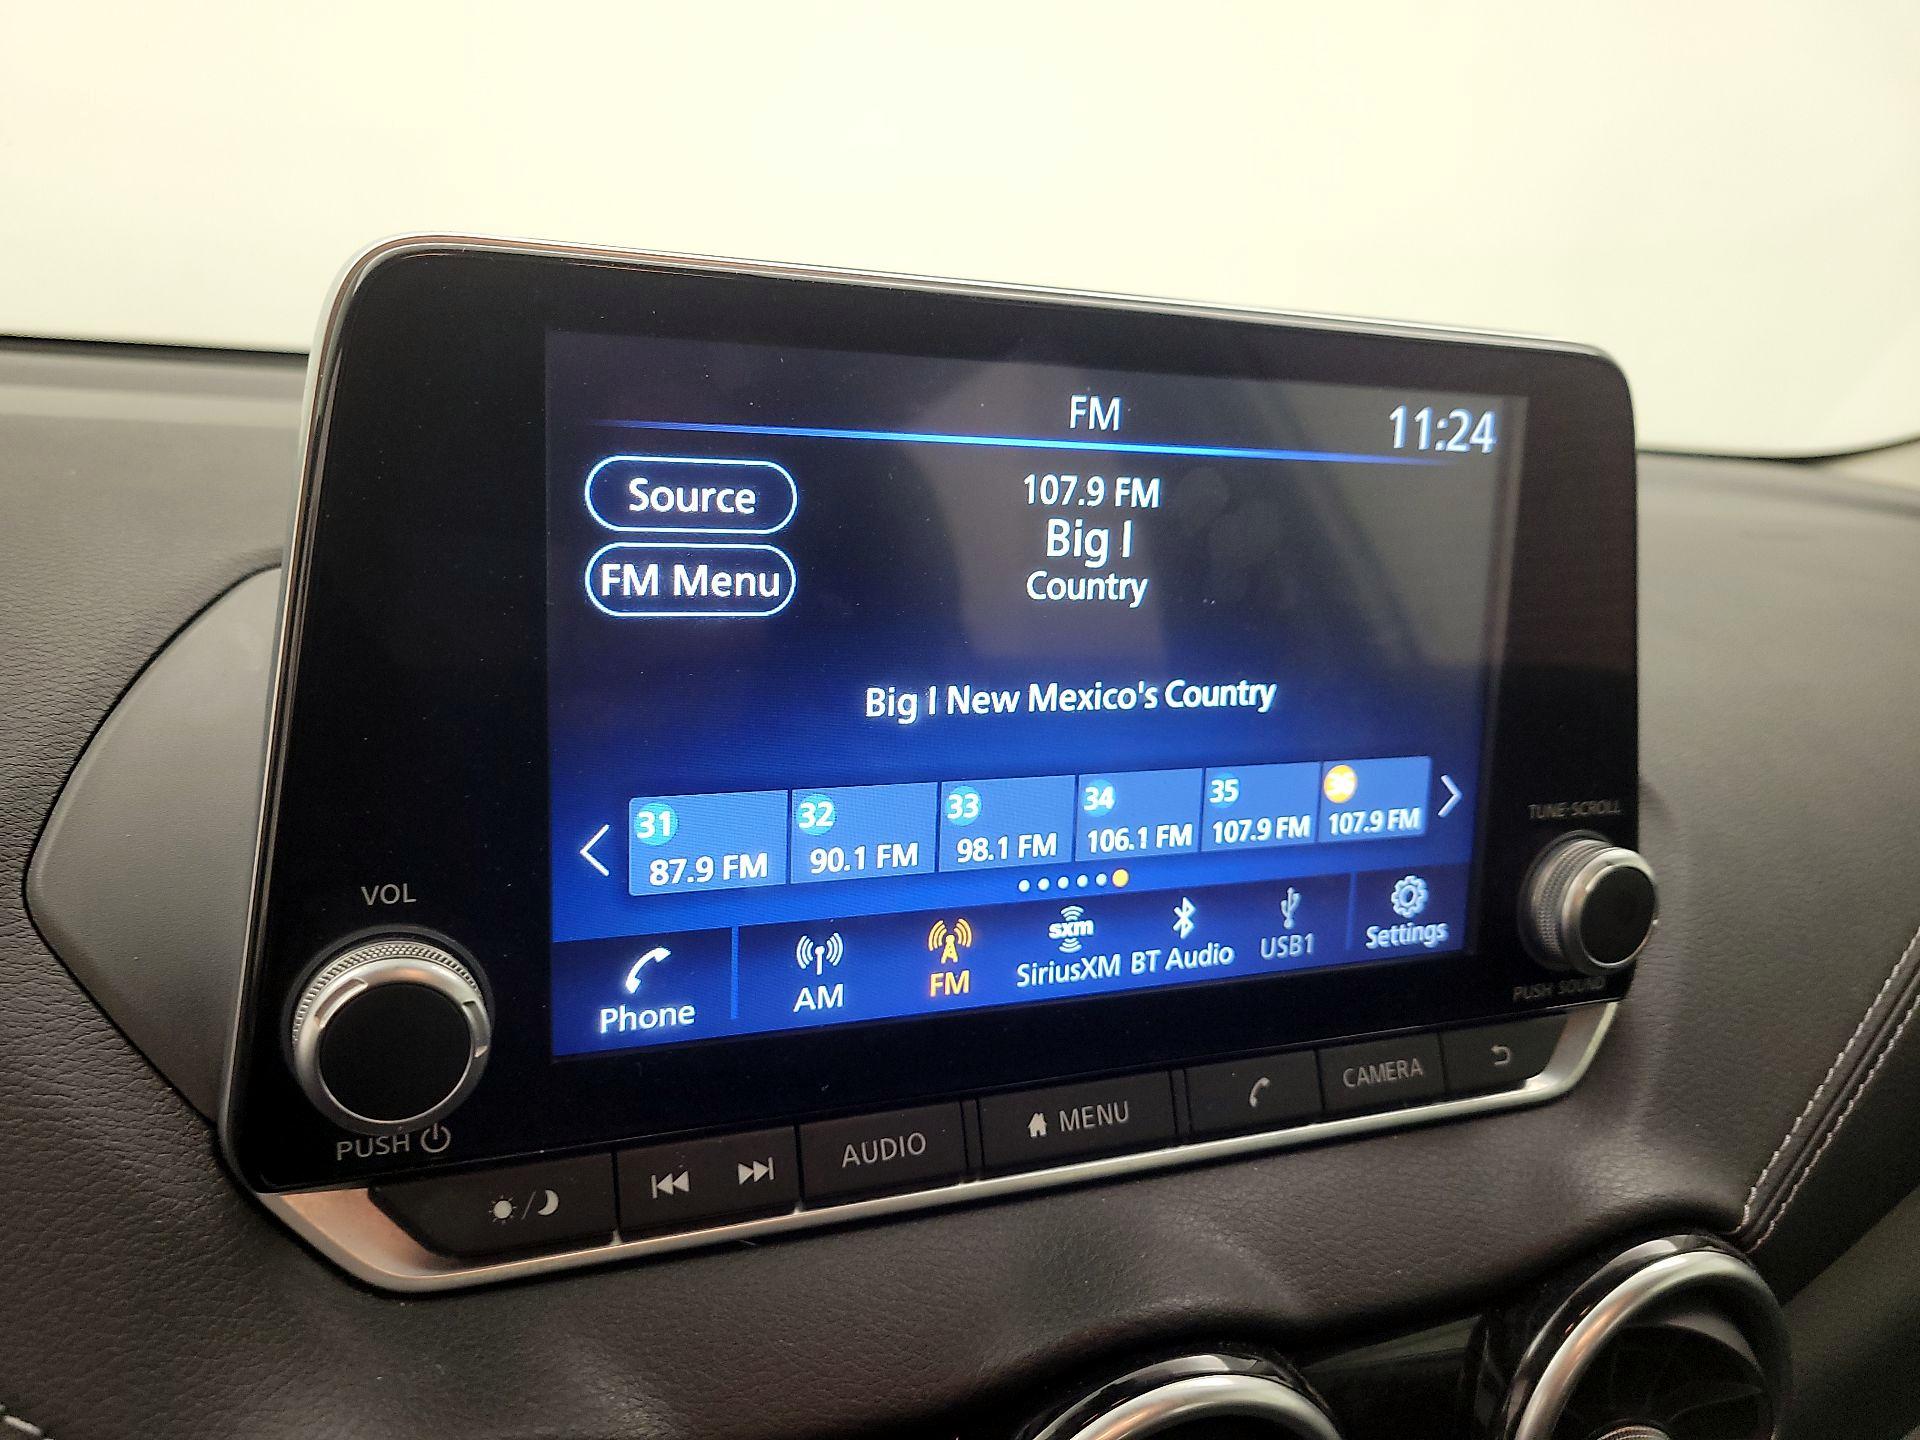 FM
11:24
Source
107.9 FM
Big I
FM Menu
Country
Big I New Mexico's Country
31 32 33 34 35 36
87.9 FM 90.1 FM 98.1 FM 106.1 FM 107.9 FM 107.9 FM
TUNE·SCROLL
VOL
Phone
AM
FM
sxm
SiriusXM
BT Audio
USB1
Settings
PUSH SOUND
PUSH
AUDIO
MENU
CAMERA